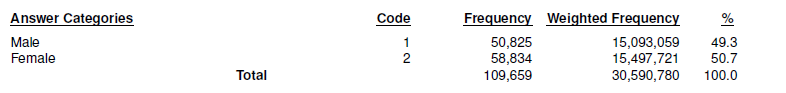 Answer Categories Code Frequency Weighted Frequency %
Male 1 50,825 15,093,059 49.3
Female 2 58,834 15,497,721 50.7
Total 109,659 30,590,780 100.0